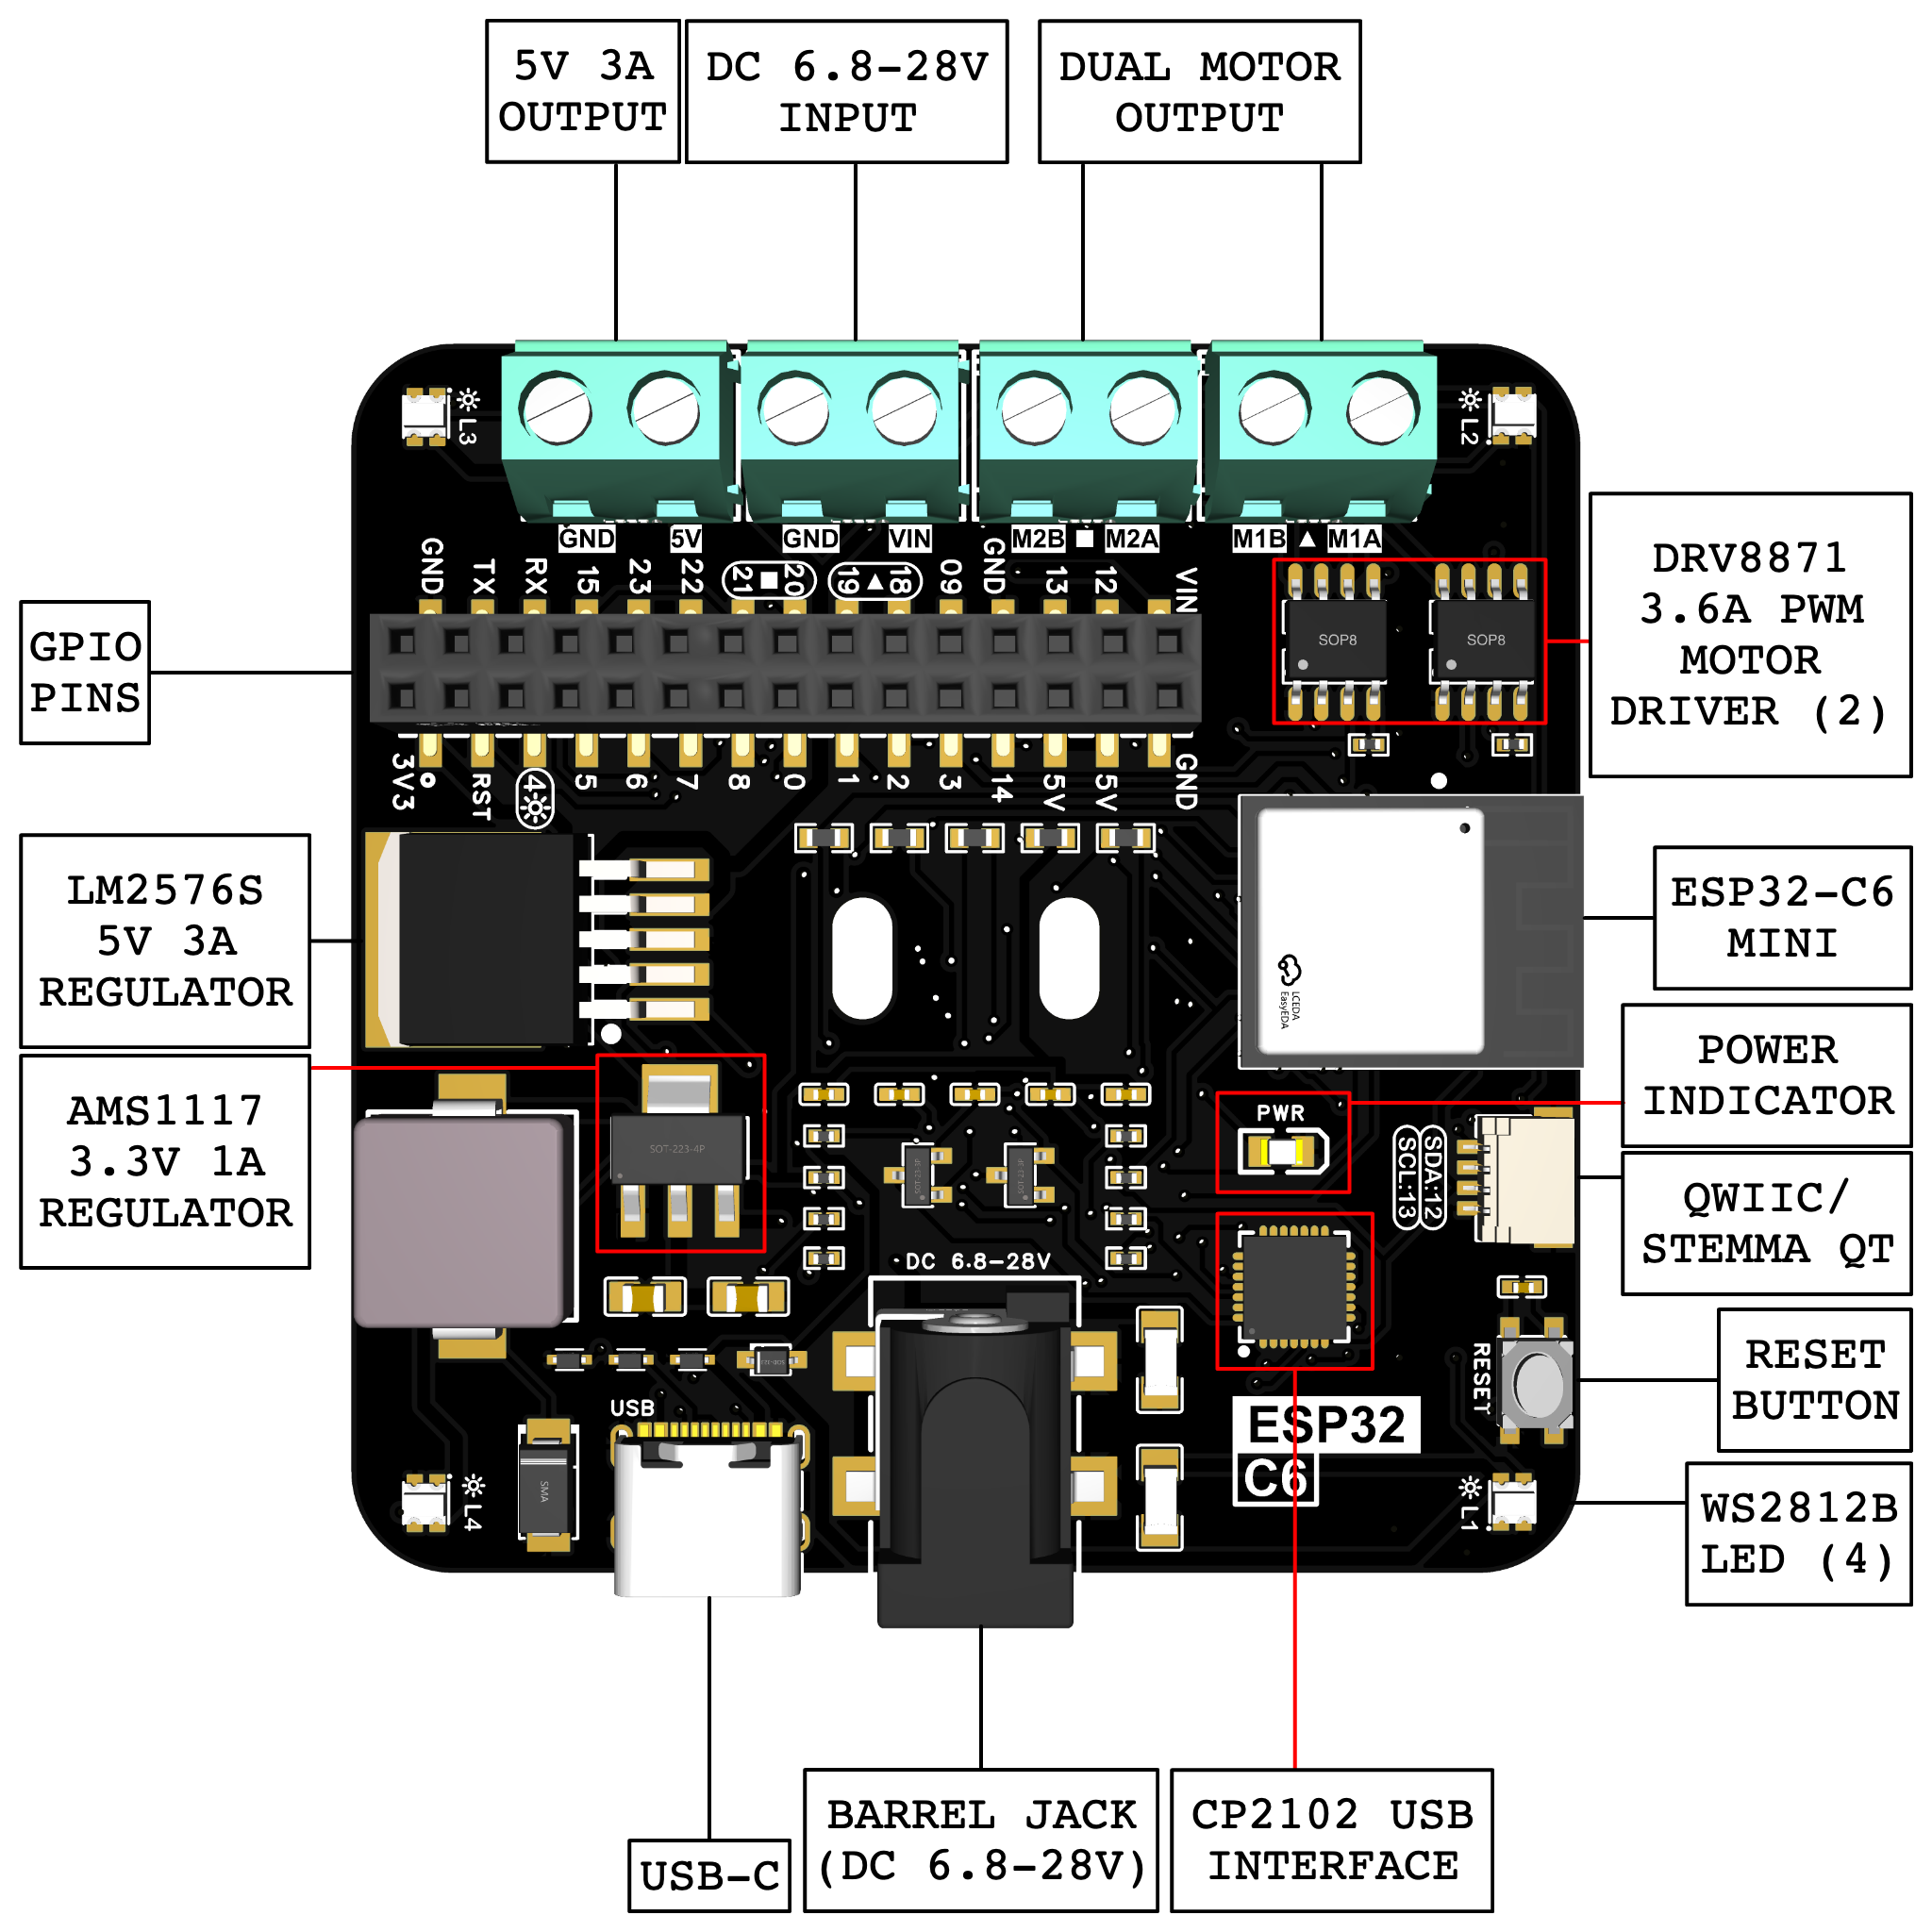 5V 3A
OUTPUT
DC 6.8-28V
INPUT
DUAL MOTOR
OUTPUT
L3
L2
GND
5V
GND
VIN
M2B
M2A
M1B
M1A
GND
TX
RX
15
23
22
21
20
19
18
09
GND
13
12
VIN
SOP8
SOP8
DRV8871
3.6A PWM
MOTOR
DRIVER (2)
GPIO
PINS
3V3
RST
4
5
6
7
8
0
1
2
3
14
5V
5V
GND
LM2576S
5V 3A
REGULATOR
LCEDA
EasyEDA
ESP32-C6
MINI
AMS1117
3.3V 1A
REGULATOR
SOT-223-4P
PWR
POWER
INDICATOR
SDA:12
SCL:13
QWIIC/
STEMMA QT
DC 6.8-28V
RESET
RESET
BUTTON
USB
SMA
ESP32
C6
L4
L1
WS2812B
LED (4)
USB-C
BARREL JACK
(DC 6.8-28V)
CP2102 USB
INTERFACE